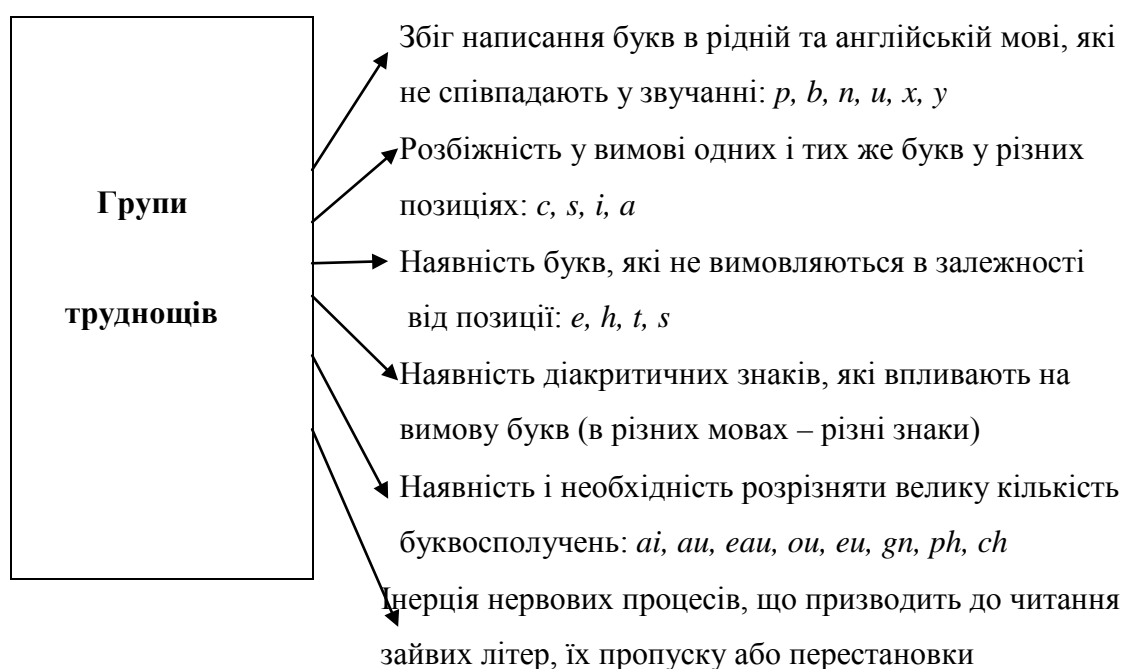 Групи
труднощів
Збіг написання букв в рідній та англійській мові, які
не співпадають у звучанні: p, b, n, u, x, y
Розбіжність у вимові одних і тих же букв у різних
позиціях: c, s, i, a
Наявність букв, які не вимовляються в залежності
від позиції: e, h, t, s
Наявність діакритичних знаків, які впливають на
вимову букв (в різних мовах – різні знаки)
Наявність і необхідність розрізняти велику кількість
буквосполучень: ai, au, eau, ou, eu, gn, ph, ch
Інерція нервових процесів, що призводить до читання
зайвих літер, їх пропуску або перестановки